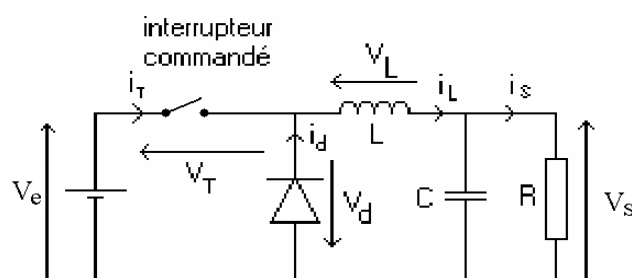 interrupteur
commandé
V_L
i_T
i_L
i_s
L
i_d
V_T
V_e
V_d
C
R
V_s